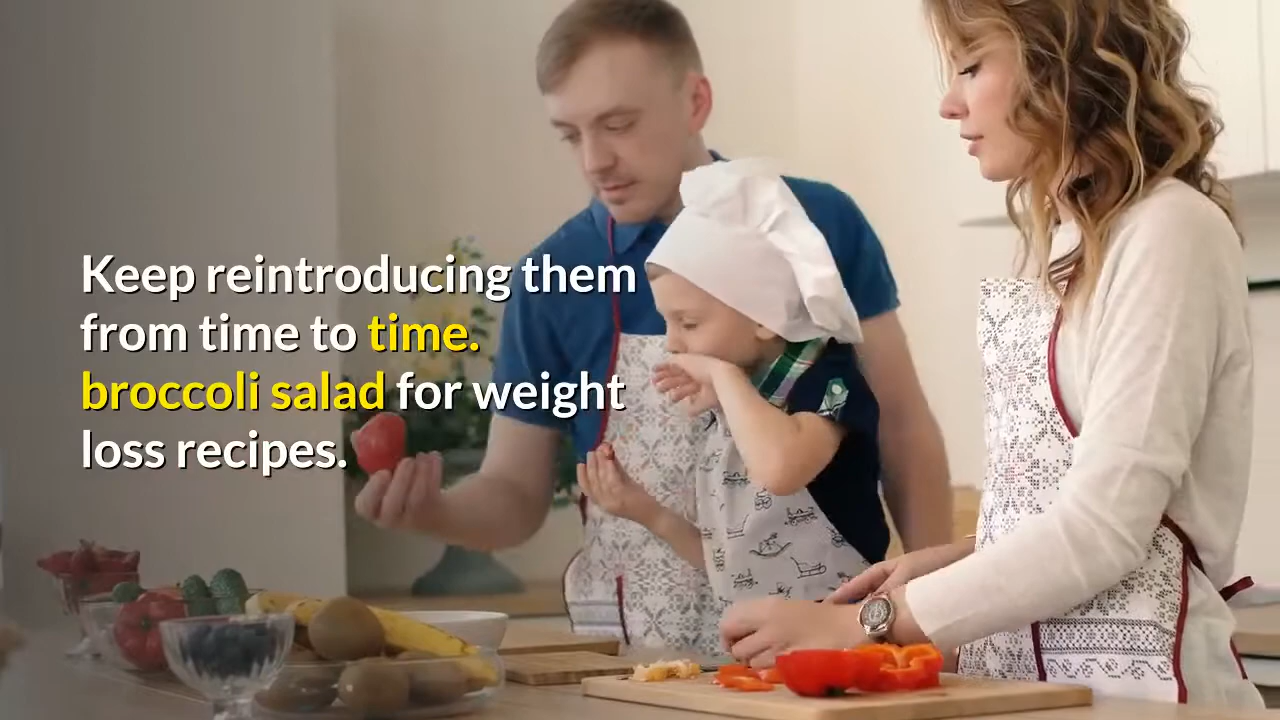 Keep reintroducing them
from time to time.
broccoli salad for weight
loss recipes.